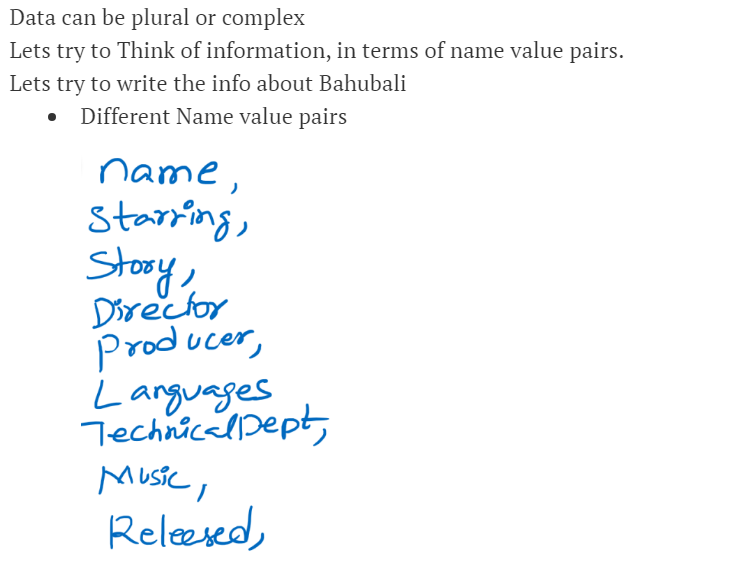 Data can be plural or complex
Lets try to Think of information, in terms of name value pairs.
Lets try to write the info about Bahubali
• Different Name value pairs
name,
Starring,
Story,
Director
Producer,
Languages
TechnicalDept,
Music,
Released,